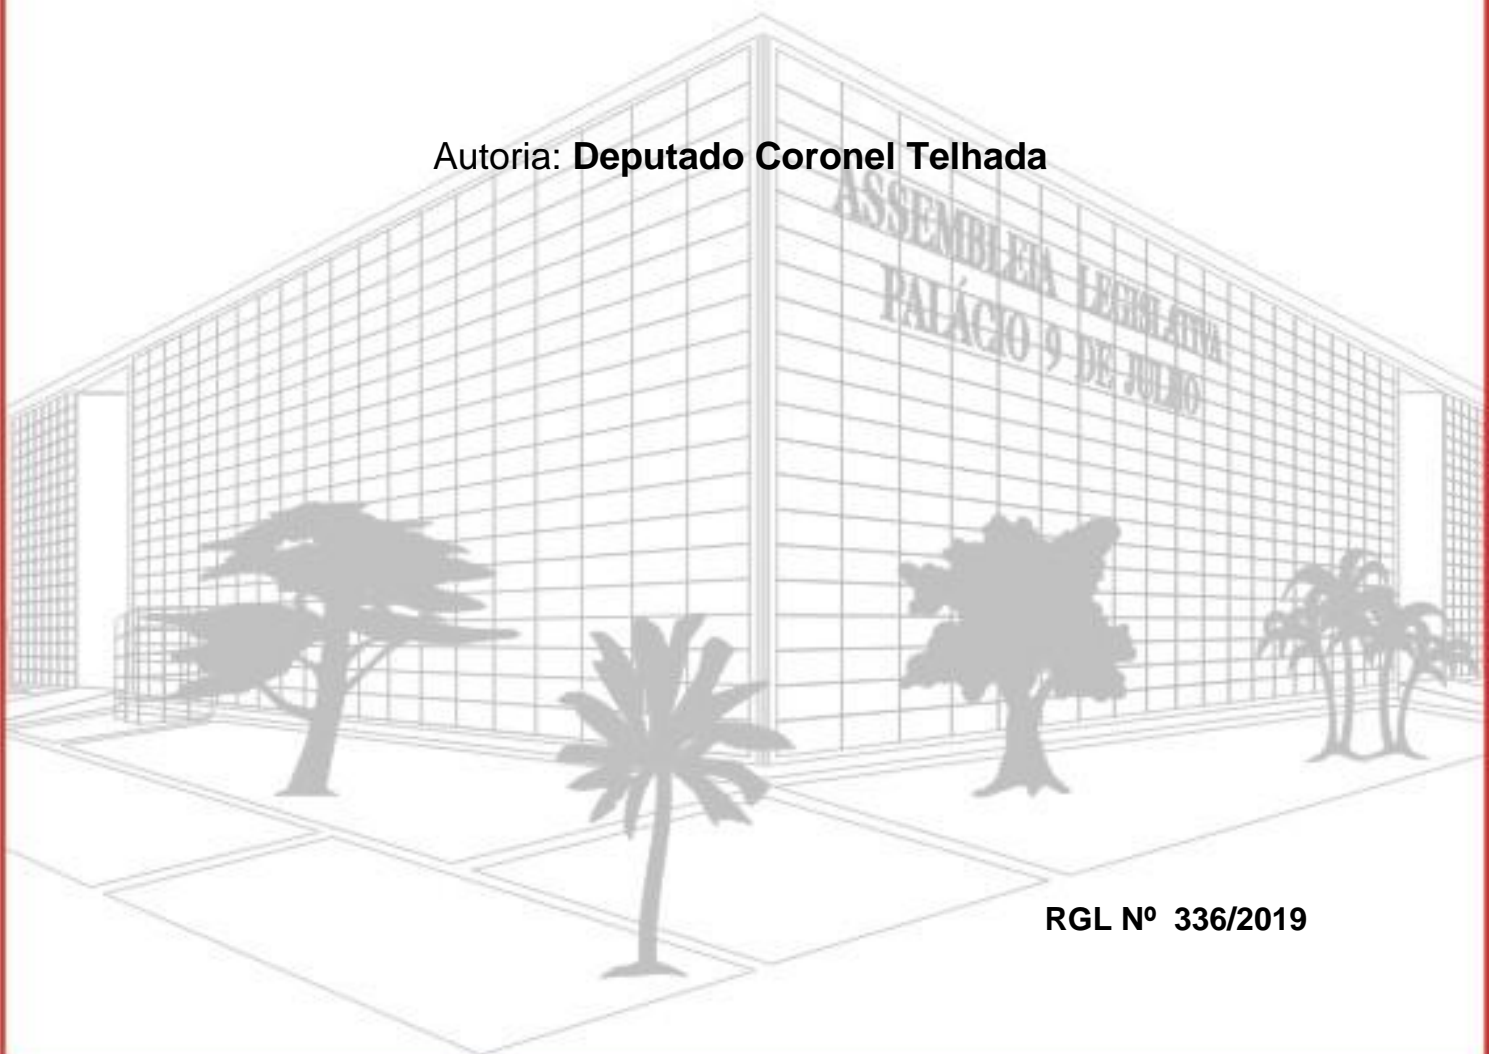 Autoria: Deputado Coronel Telhada
ASSEMBLEIA LEGISLATIVA
PALÁCIO 9 DE JULHO
RGL Nº 336/2019